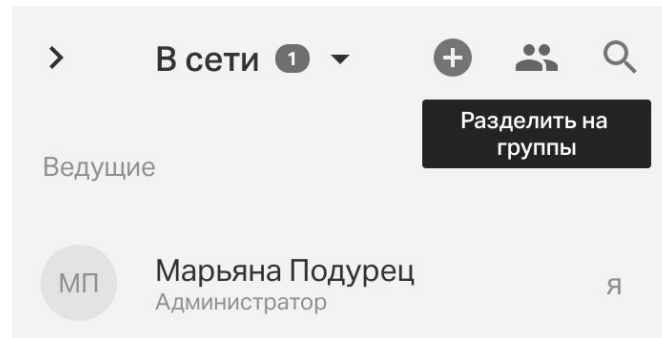 В сети 1
Разделить на
группы
Ведущие
МП
Марьяна Подурец
Администратор
я